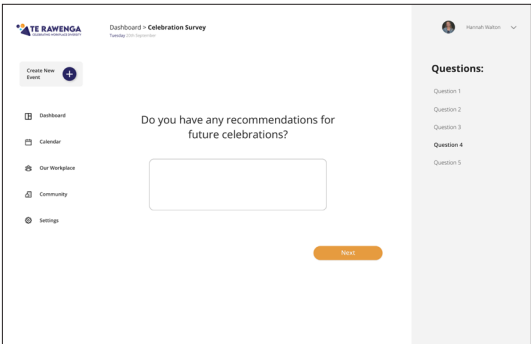 TE RAWENGA
CELEBRATING WORKPLACE DIVERSITY
Dashboard > Celebration Survey
Tuesday 20th September
Hannah Walton
Create New
Event
Dashboard
Calendar
Our Workplace
Community
Settings
Do you have any recommendations for
future celebrations?
Next
Questions:
Question 1
Question 2
Question 3
Question 4
Question 5